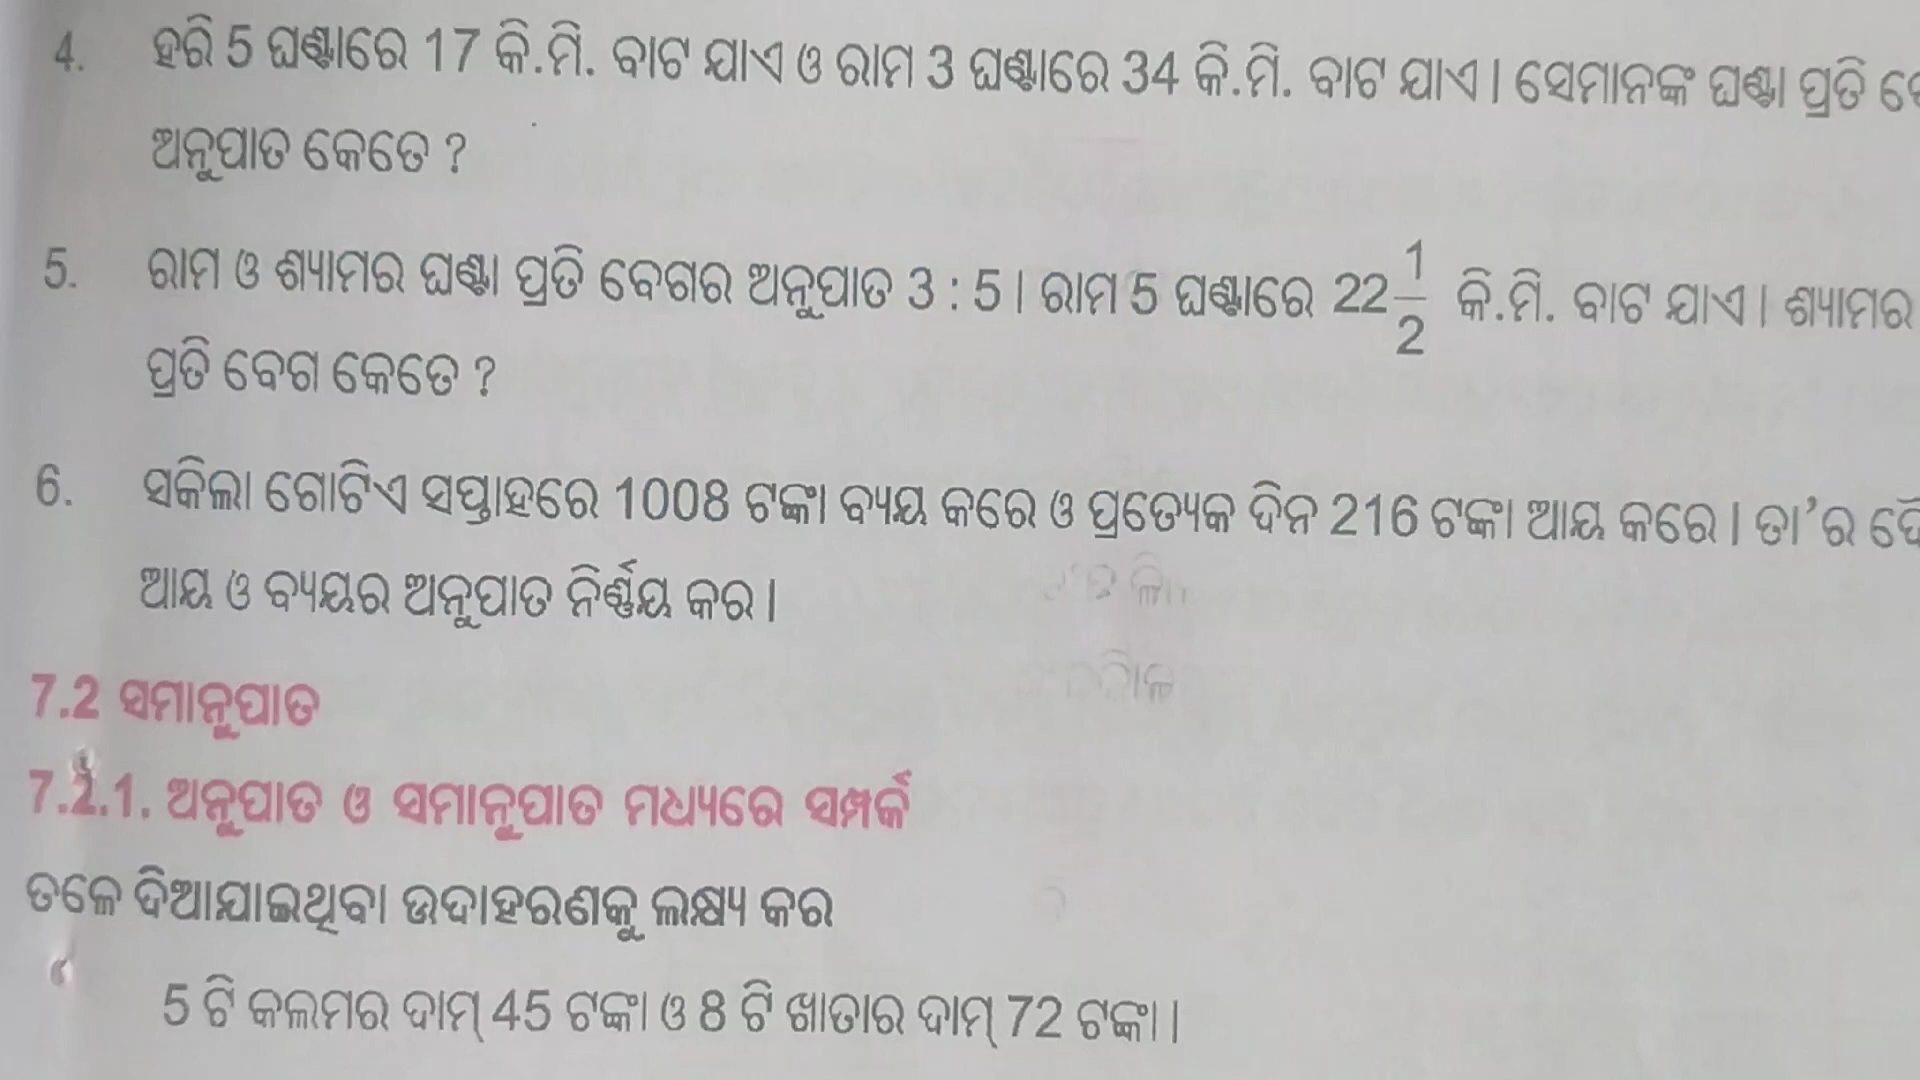 4. ହରି 5 ଘଣ୍ଟାରେ 17 କି.ମି. ବାଟ ଯାଏ ଓ ରାମ 3 ଘଣ୍ଟାରେ 34 କି.ମି. ବାଟ ଯାଏ । ସେମାନଙ୍କ ଘଣ୍ଟା ପ୍ରତି
ଅନୁପାତ କେତେ ?
5. ରାମ ଓ ଶ୍ୟାମର ଘଣ୍ଟା ପ୍ରତି ବେଗର ଅନୁପାତ 3 : 5 । ରାମ 5 ଘଣ୍ଟାରେ 22 1/2 କି.ମି. ବାଟ ଯାଏ । ଶ୍ୟାମର
ପ୍ରତି ବେଗ କେତେ ?
6. ସକିଲା ଗୋଟିଏ ସପ୍ତାହରେ 1008 ଟଙ୍କା ବ୍ୟୟ କରେ ଓ ପ୍ରତ୍ୟେକ ଦିନ 216 ଟଙ୍କା ଆୟ କରେ । ତା'ର
ଆୟ ଓ ବ୍ୟୟର ଅନୁପାତ ନିର୍ଣ୍ଣୟ କର ।
7.2 ସମାନୁପାତ
7.2.1. ଅନୁପାତ ଓ ସମାନୁପାତ ମଧ୍ୟରେ ସମ୍ପର୍କ
ତଳେ ଦିଆଯାଇଥିବା ଉଦାହରଣକୁ ଲକ୍ଷ୍ୟ କର
5 ଟି କଲମର ଦାମ୍ 45 ଟଙ୍କା ଓ 8 ଟି ଖାତାର ଦାମ୍ 72 ଟଙ୍କା ।